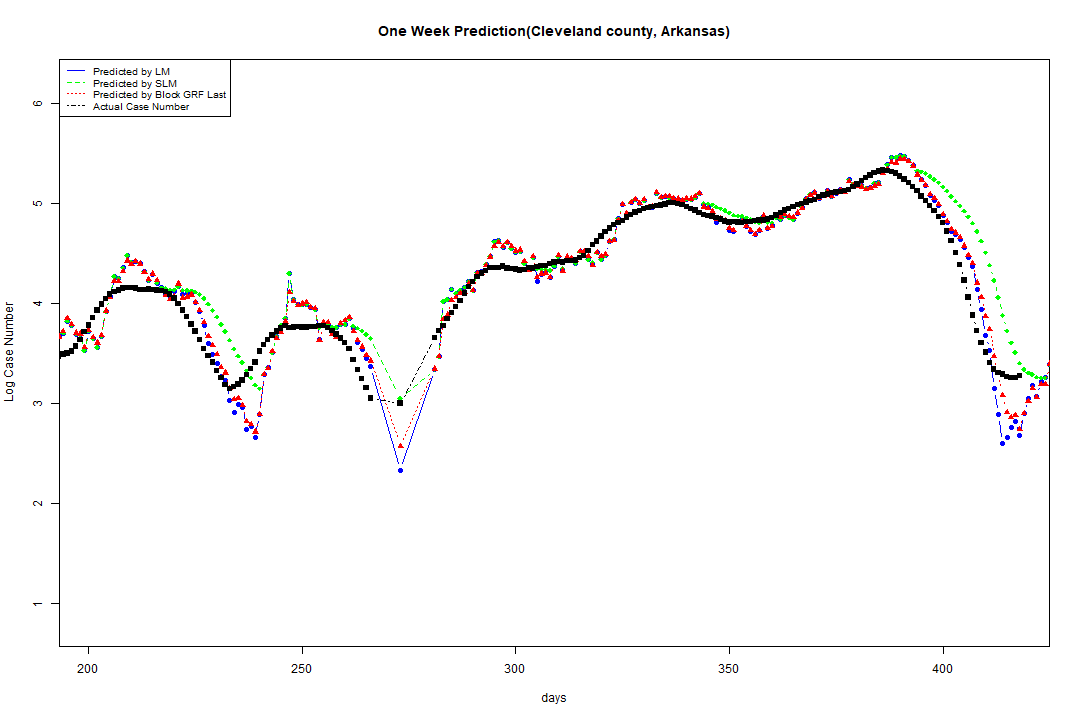 One Week Prediction(Cleveland county, Arkansas)
Predicted by LM
Predicted by SLM
Predicted by Block GRF Last
Actual Case Number
6
5
4
3
2
1
Log Case Number
200
250
300
350
400
days